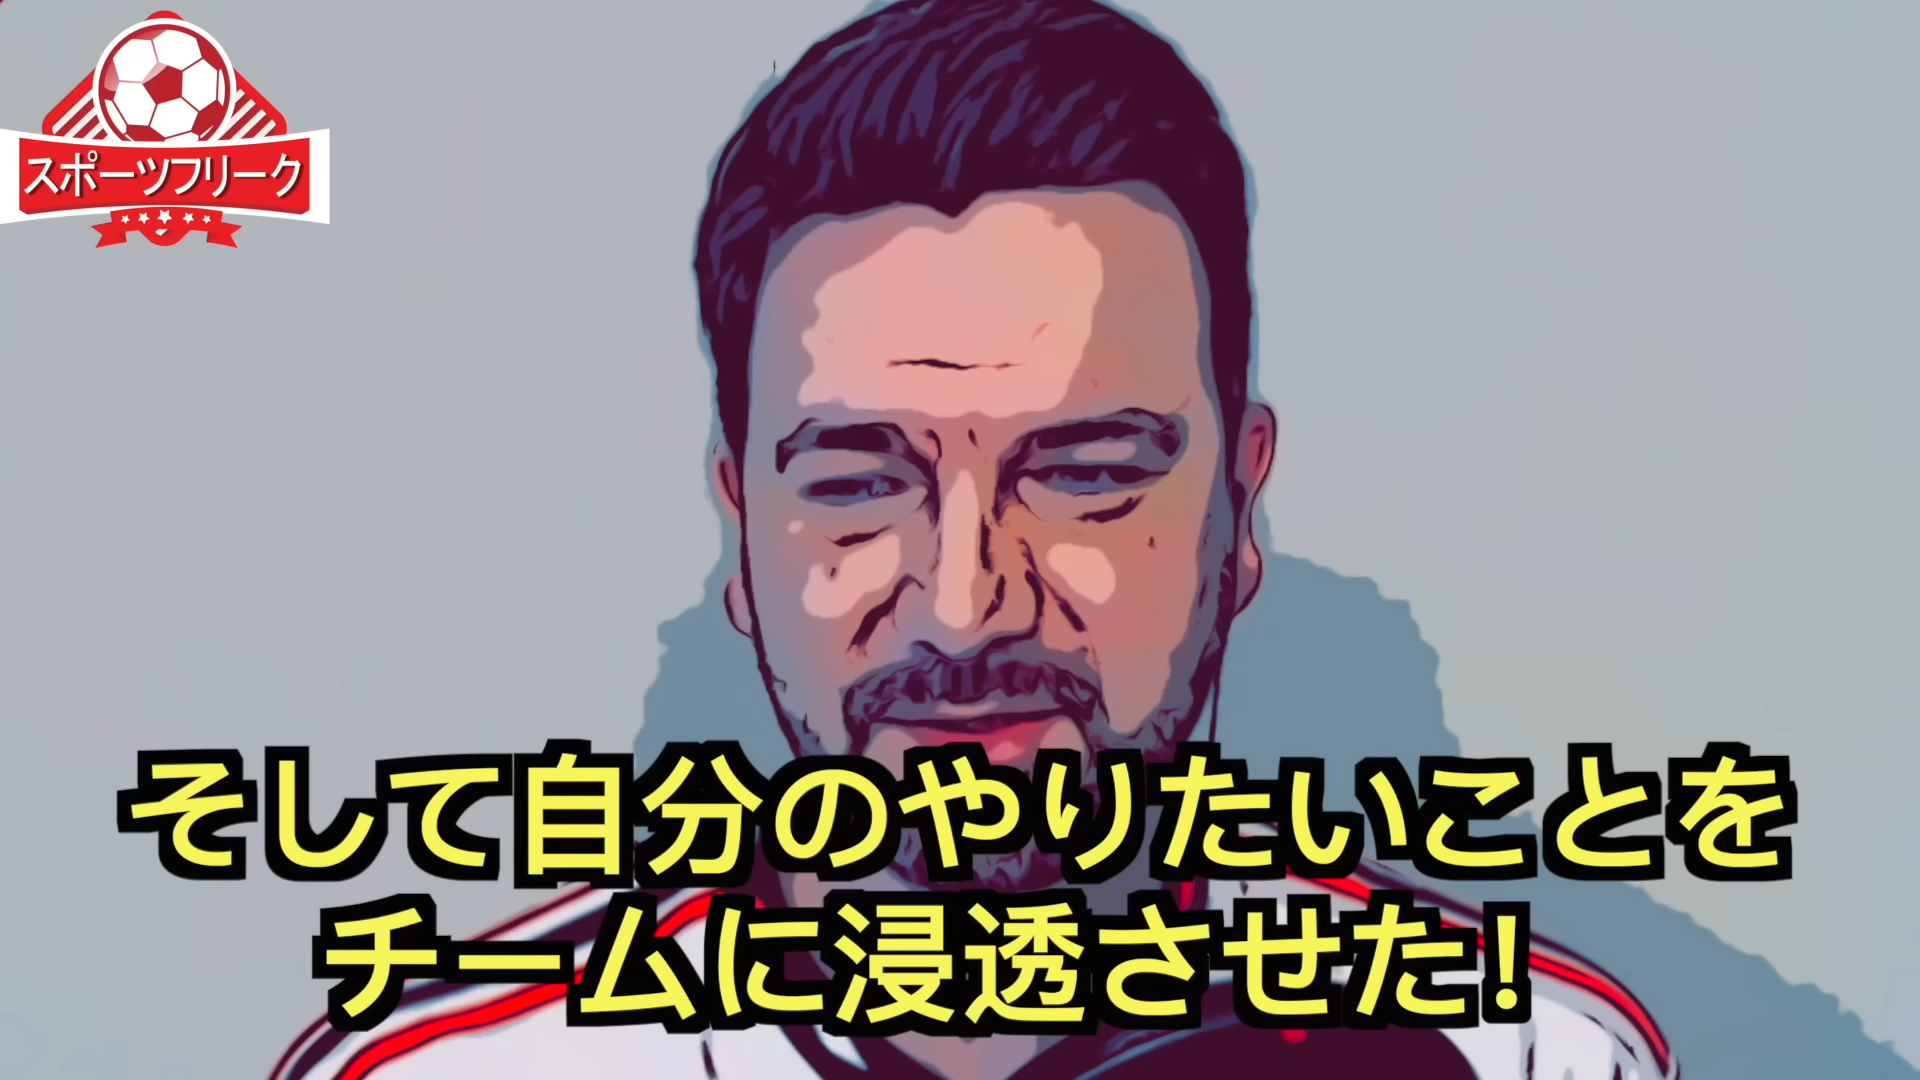 スポーツフリーク
そして自分のやりたいことを
チームに浸透させた!